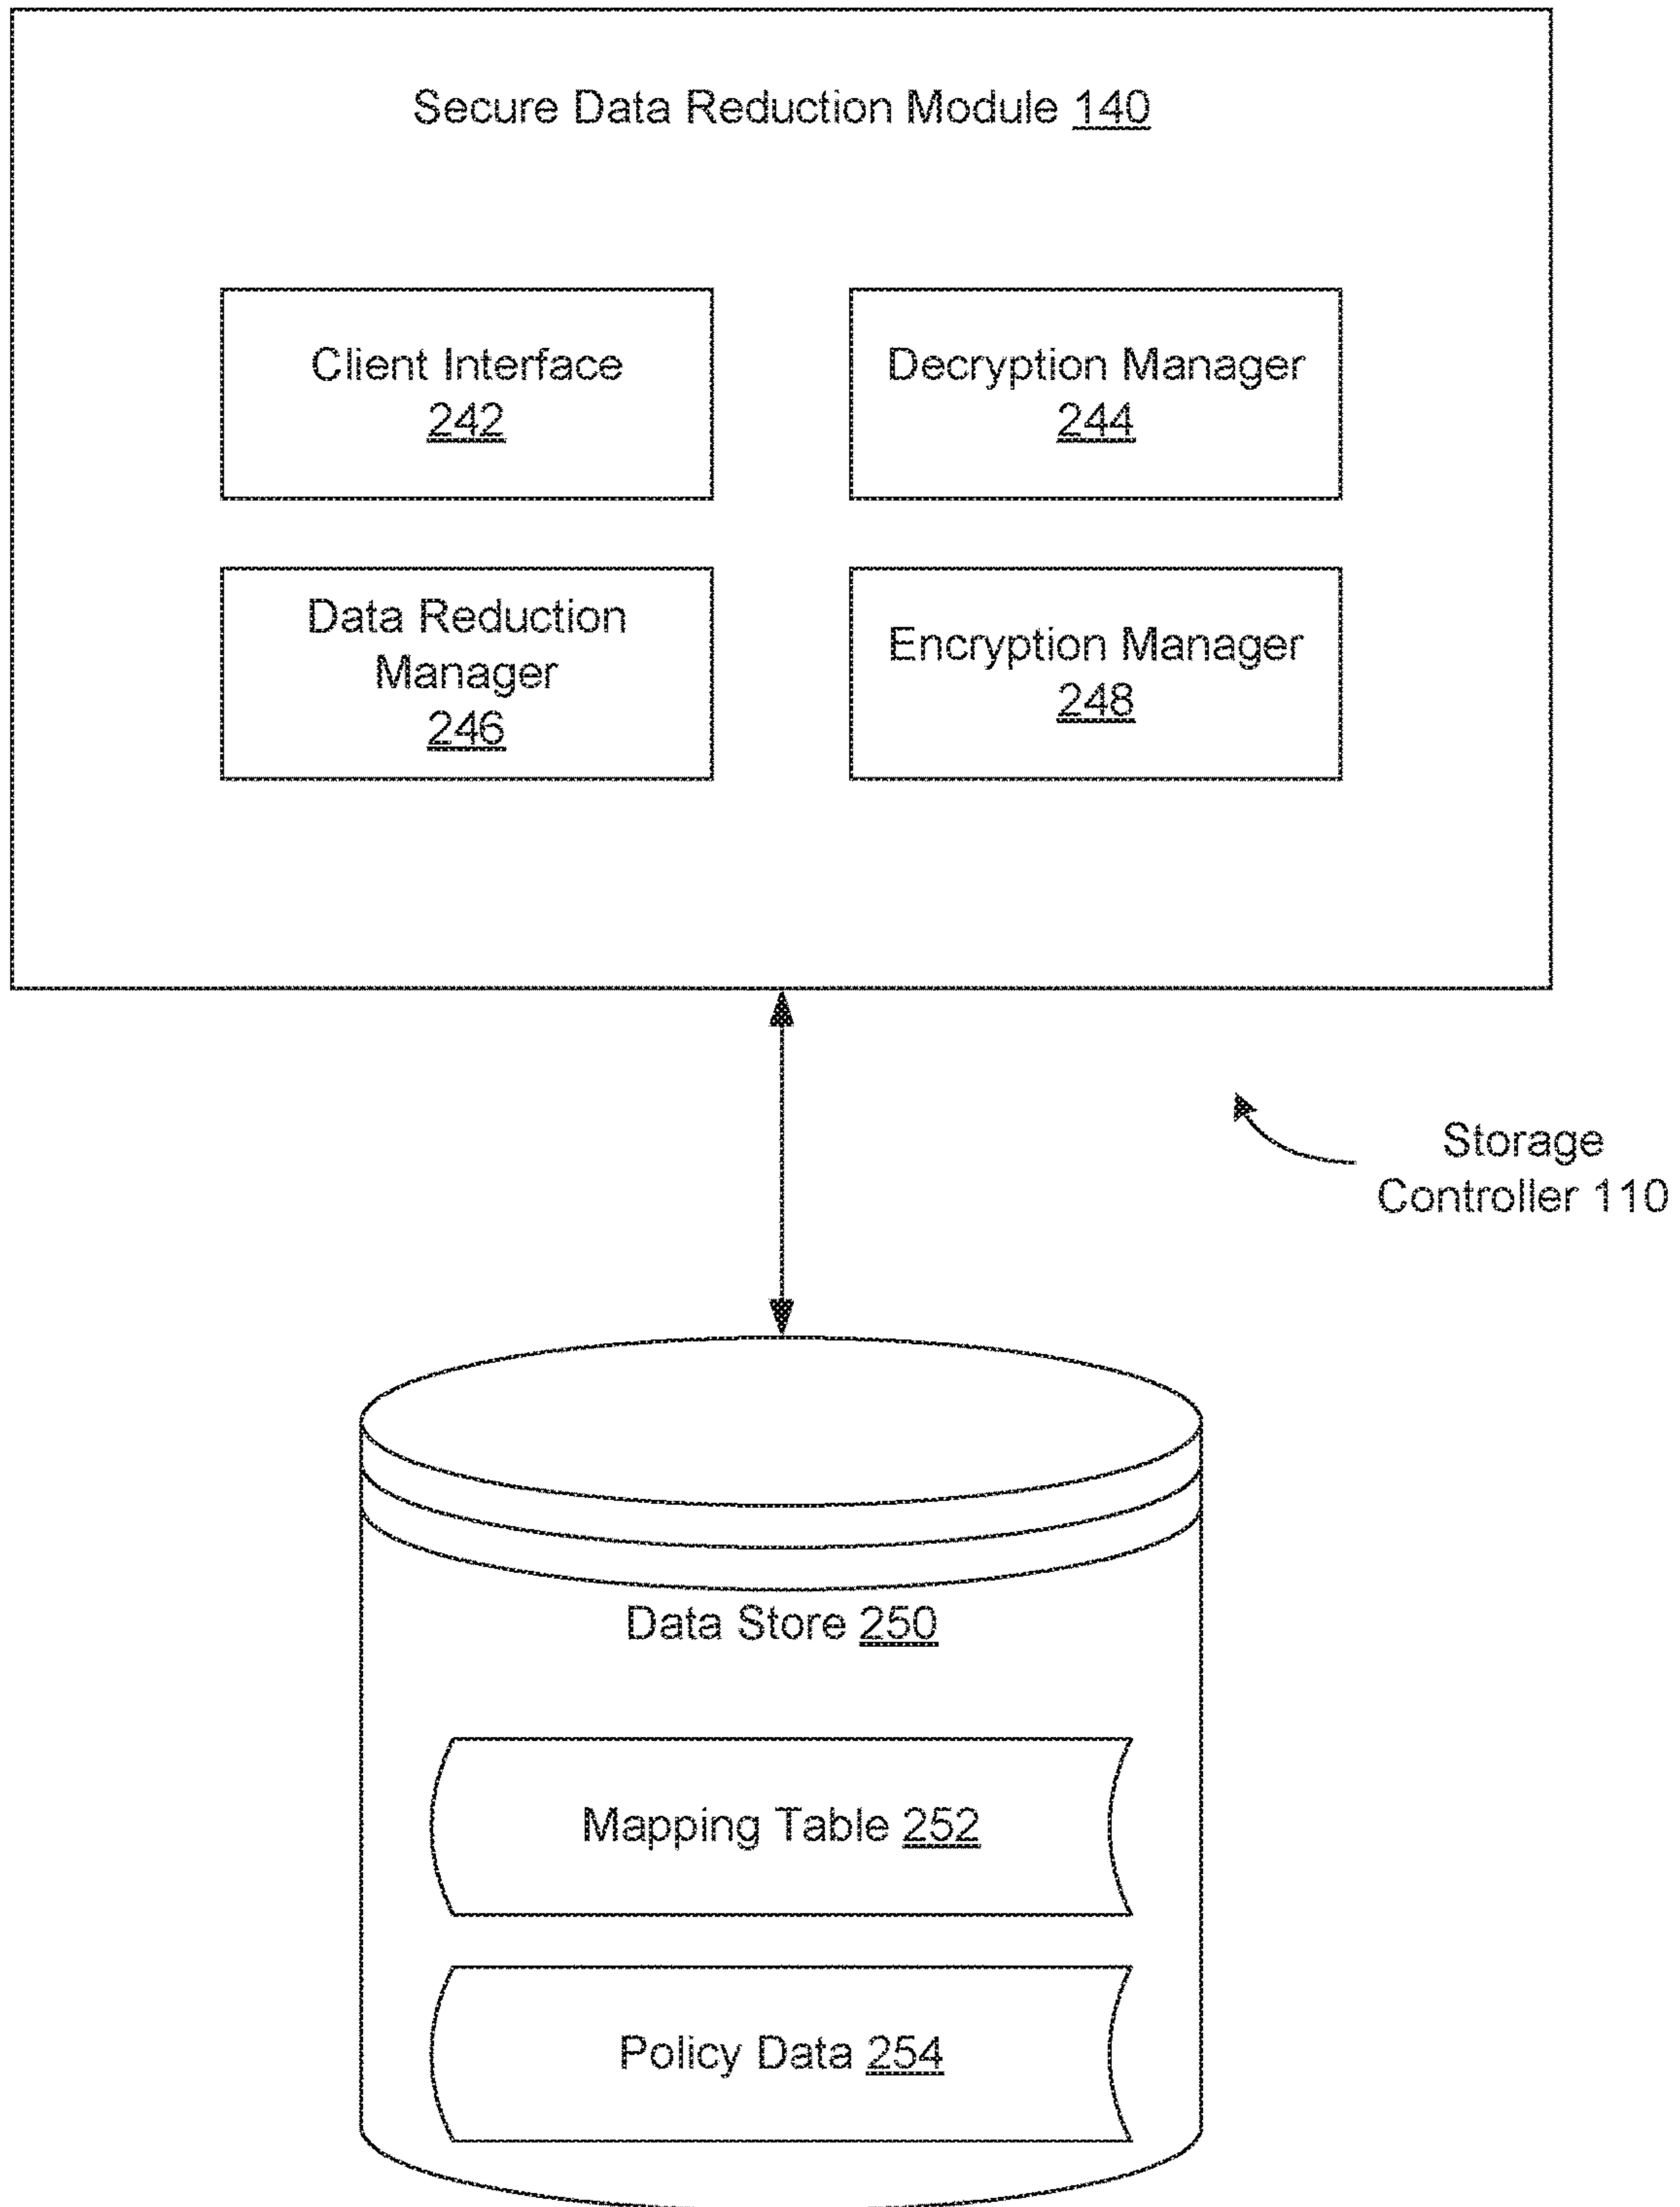 Secure Data Reduction Module 140
Client Interface
242
Decryption Manager
244
Data Reduction
Manager
246
Encryption Manager
248
Storage
Controller 110
Data Store 250
Mapping Table 252
Policy Data 254